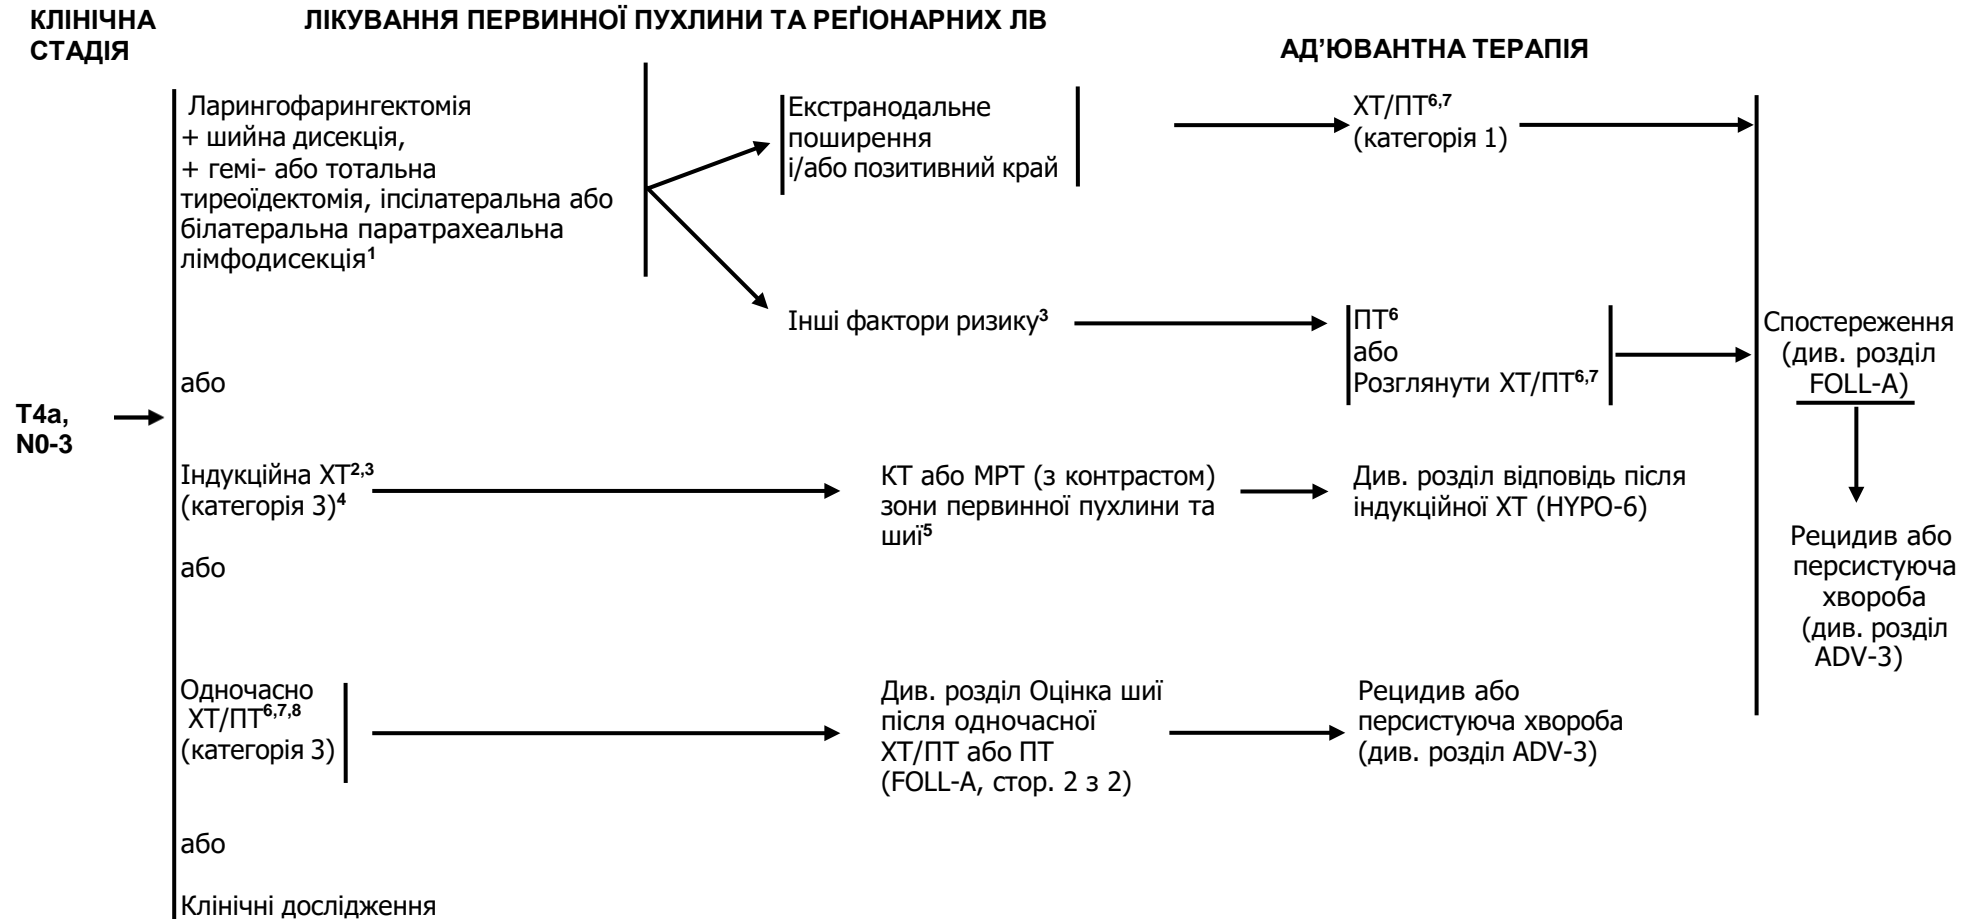 КЛІНІЧНА
СТАДІЯ
ЛІКУВАННЯ ПЕРВИННОЇ ПУХЛИНИ ТА РЕҐІОНАРНИХ ЛВ
АД’ЮВАНТНА ТЕРАПІЯ
T4a,
N0-3
Ларингофарингектомія
+ шийна дисекція,
+ гемі- або тотальна
тиреоїдектомія, іпсілатеральна або
білатеральна паратрахеальна
лімфодисекція1
Екстранодальне
поширення
і/або позитивний край
ХТ/ПТ6,7
(категорія 1)
Інші фактори ризику3
ПТ6
або
Розглянути ХТ/ПТ6,7
Спостереження
(див. розділ
FOLL-A)
або
Індукційна ХТ2,3
(категорія 3)4
КТ або МРТ (з контрастом)
зони первинної пухлини та
шиї5
Див. розділ відповідь після
індукційної ХТ (HYPO-6)
Рецидив або
персистуюча
хвороба
(див. розділ
ADV-3)
або
Одночасно
ХТ/ПТ6,7,8
(категорія 3)
Див. розділ Оцінка шиї
після одночасної
ХТ/ПТ або ПТ
(FOLL-A, стор. 2 з 2)
Рецидив або
персистуюча хвороба
(див. розділ ADV-3)
або
Клінічні дослідження